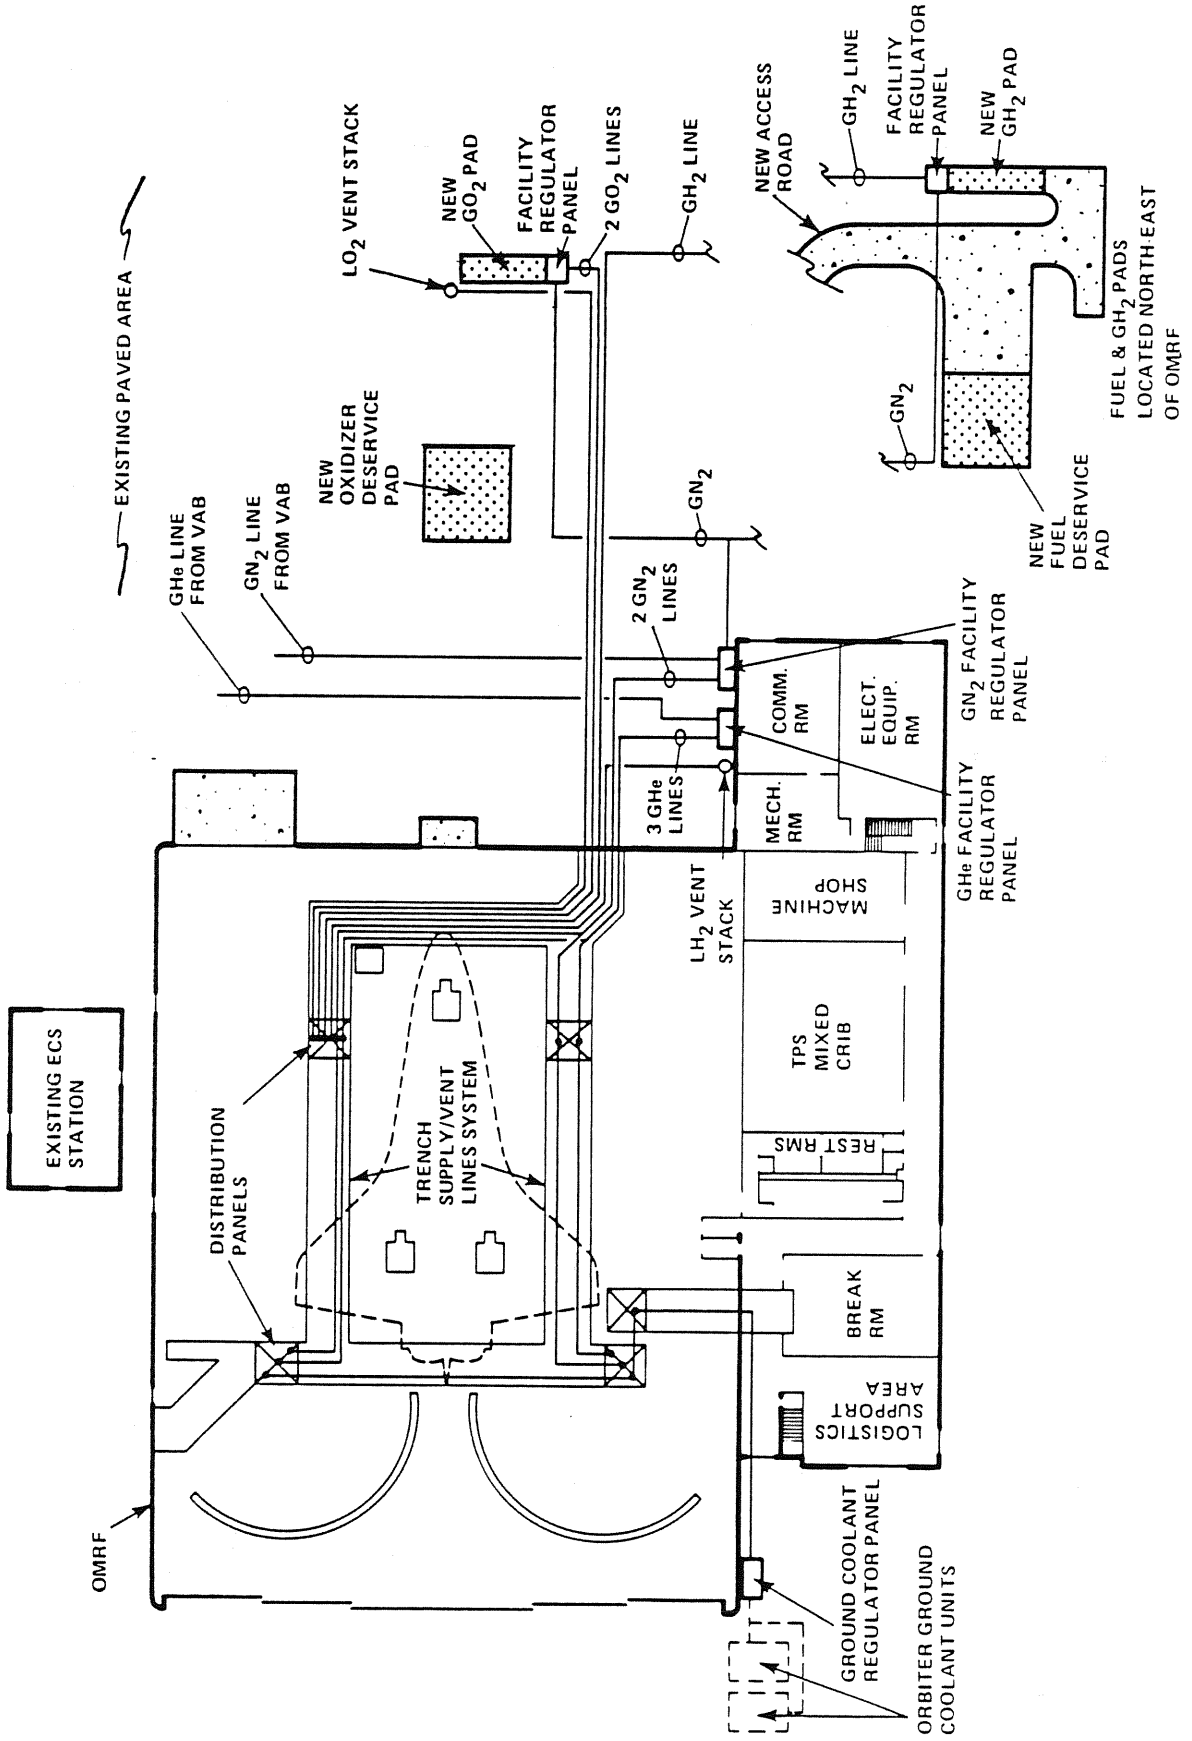 EXISTING ECS
STATION
OMRF
DISTRIBUTION
PANELS
EXISTING PAVED AREA
GHe LINE
FROM VAB
GN2 LINE
FROM VAB
LO2 VENT STACK
NEW
OXIDIZER
DESERVICE
PAD
NEW
GO2 PAD
FACILITY
REGULATOR
PANEL
2 GO2 LINES
GH2 LINE
TRENCH
SUPPLY/VENT
LINES SYSTEM
3 GHe
LINES
2 GN2
LINES
GN2
LH2 VENT
STACK
COMM.
RM
MECH.
RM
ELECT.
EQUIP.
RM
MACHINE
SHOP
TPS
MIXED
CRIB
REST RMS
BREAK
RM
LOGISTICS
SUPPORT
AREA
GROUND COOLANT
REGULATOR PANEL
ORBITER GROUND
COOLANT UNITS
GHe FACILITY
REGULATOR
PANEL
GN2 FACILITY
REGULATOR
PANEL
NEW ACCESS
ROAD
GH2 LINE
FACILITY
REGULATOR
PANEL
NEW
GH2 PAD
GN2
NEW
FUEL
DESERVICE
PAD
FUEL & GH2 PADS
LOCATED NORTH-EAST
OF OMRF